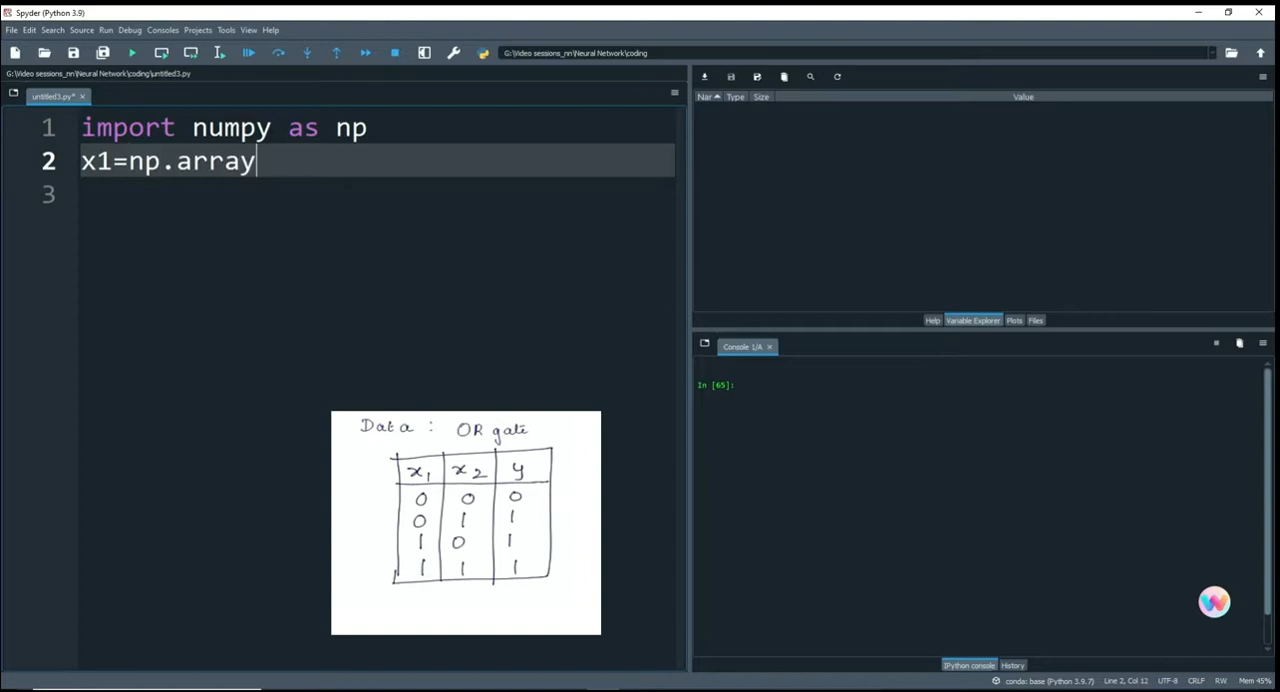 Spyder (Python 3.9)
File Edit Search Source Run Debug Consoles Projects Tools View Help
G:\Video sessions_nn\Neural Network\coding
G:\Video sessions_nn\Neural Network\coding\untitled3.py
untitled3.py*
1 import numpy as np
2 x1=np.array
3
Nar Type Size Value
Help Variable Explorer Plots Files
Console 1/A
In [65]:
Data : OR gate
x1 x2 y
0 0 0
0 1 1
1 0 1
1 1 1
IPython console History
conda: base (Python 3.9.7) Line 2, Col 12 UTF-8 CRLF RW Mem 45%